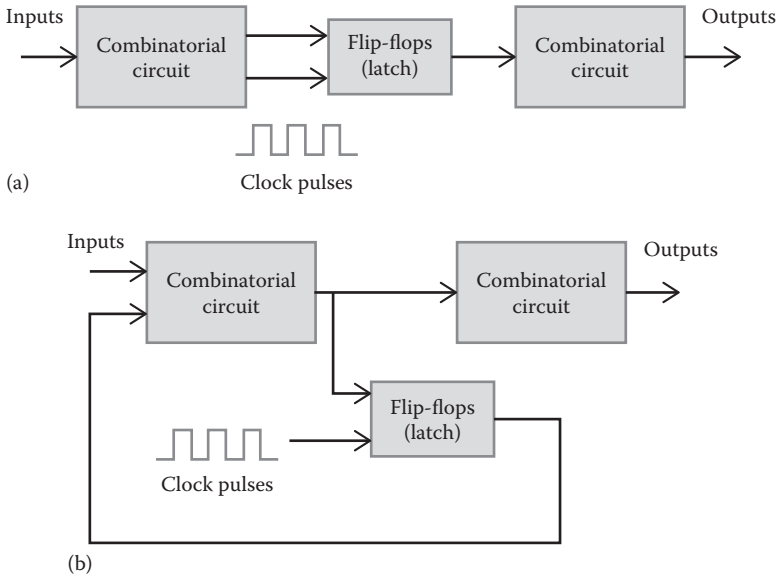 Inputs
Combinatorial
circuit
Flip-flops
(latch)
Combinatorial
circuit
Outputs
Clock pulses
(a)
Inputs
Combinatorial
circuit
Combinatorial
circuit
Outputs
Flip-flops
(latch)
Clock pulses
(b)